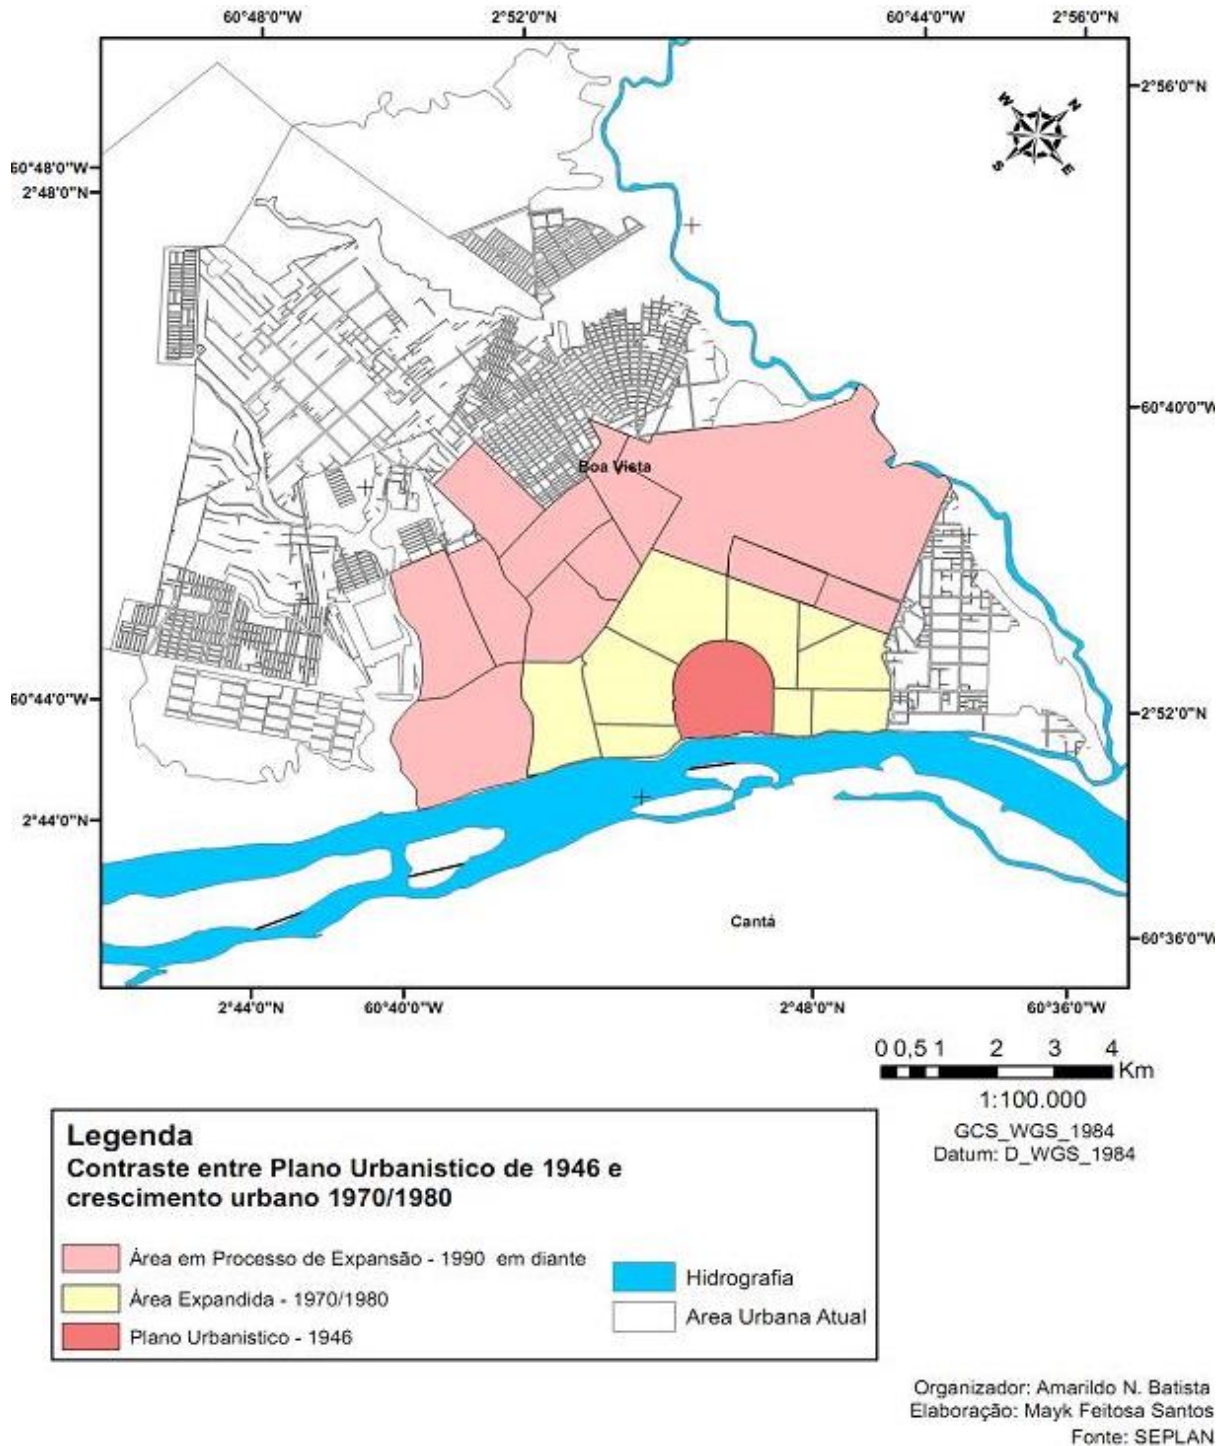 60°48'0"W
2°52'0"N
60°44'0"W
2°56'0"N
2°56'0"N
W
N
S
E
60°48'0"W
2°48'0"N
60°40'0"W
Boa Vista
60°44'0"W
2°52'0"N
2°44'0"N
Cantá
60°36'0"W
2°44'0"N
60°40'0"W
2°48'0"N
60°36'0"W
0 0,5 1 2 3 4
Km
1:100.000
GCS_WGS_1984
Datum: D_WGS_1984
Legenda
Contraste entre Plano Urbanistico de 1946 e
crescimento urbano 1970/1980
Área em Processo de Expansão - 1990 em diante
Área Expandida - 1970/1980
Plano Urbanistico - 1946
Hidrografia
Area Urbana Atual
Organizador: Amarildo N. Batista
Elaboração: Mayk Feitosa Santos
Fonte: SEPLAN